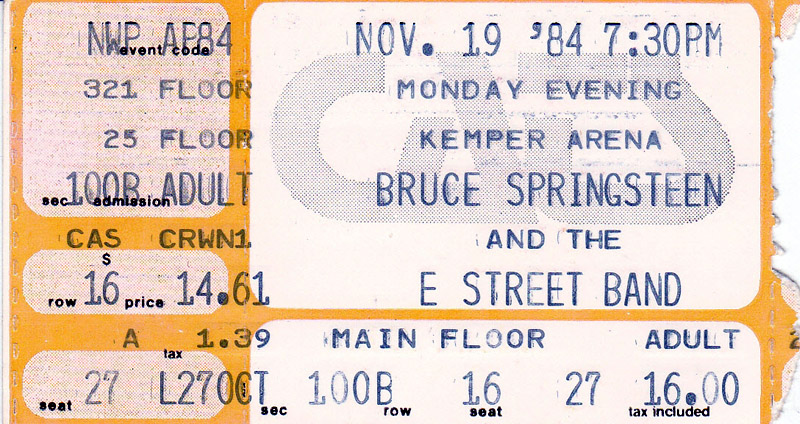 NWP AP84 NOV. 19 '84 7:30PM
event code
321 FLOOR MONDAY EVENING
25 FLOOR KEMPER ARENA
100B ADULT BRUCE SPRINGSTEEN
sec admission
CAS CRWN1 AND THE
$
16 14.61 E STREET BAND
row price
A 1.39 MAIN FLOOR ADULT
tax
27 L27OCT 100B 16 27 16.00
seat sec row seat tax included